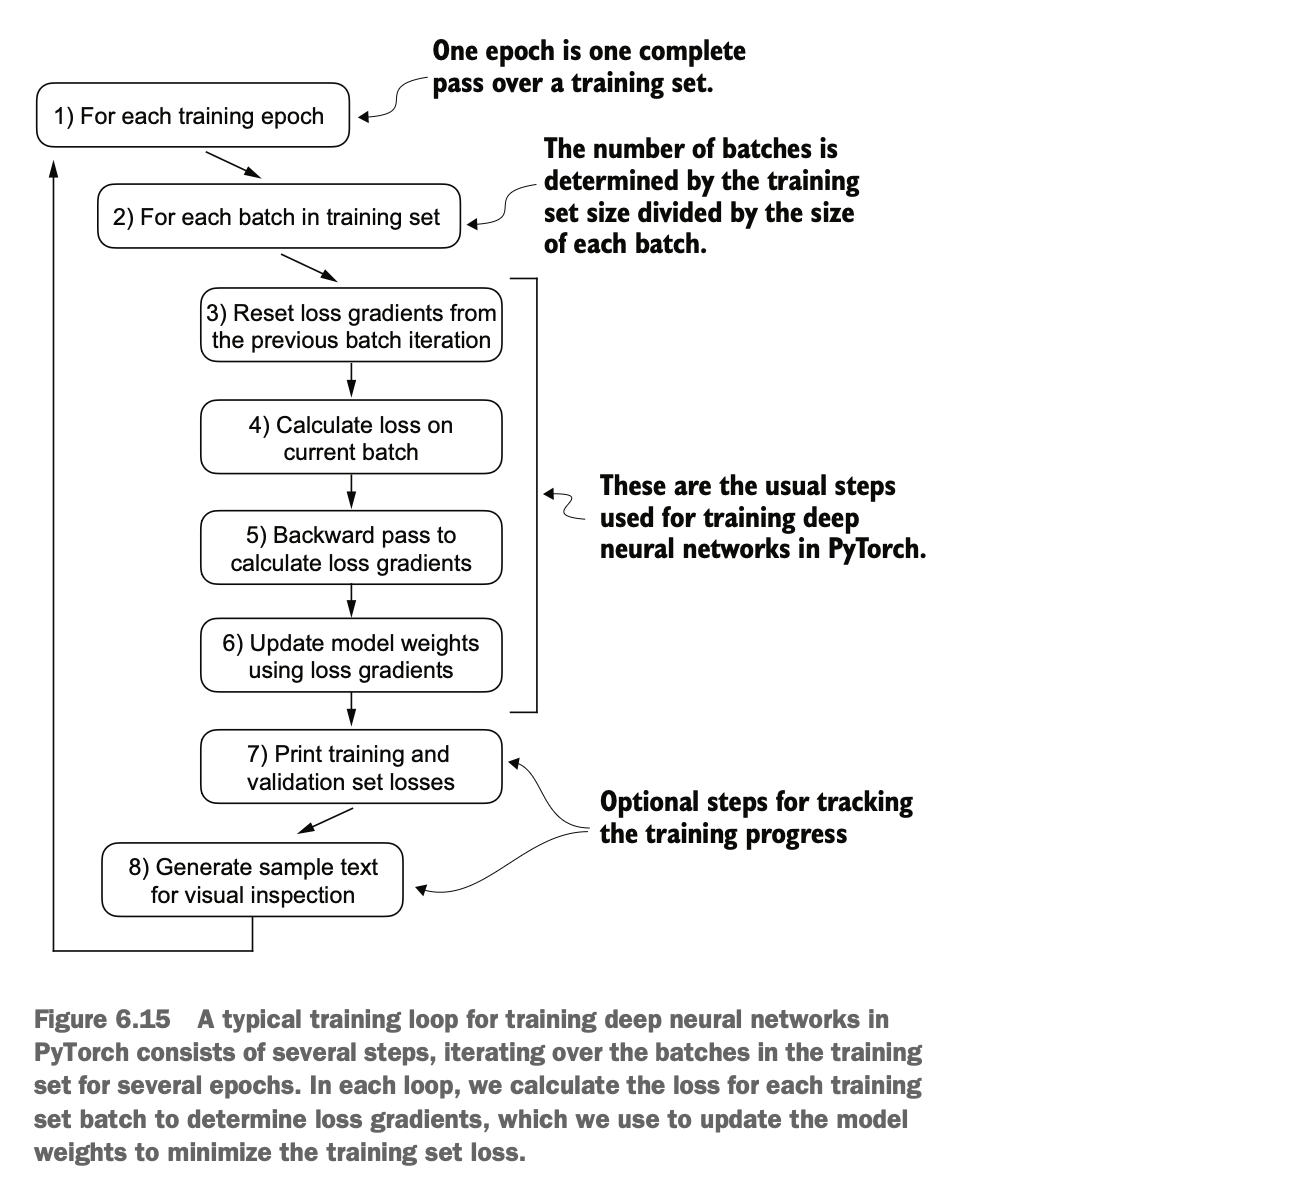 One epoch is one complete
pass over a training set.
1) For each training epoch
The number of batches is
determined by the training
set size divided by the size
of each batch.
2) For each batch in training set
3) Reset loss gradients from
the previous batch iteration
4) Calculate loss on
current batch
These are the usual steps
used for training deep
neural networks in PyTorch.
5) Backward pass to
calculate loss gradients
6) Update model weights
using loss gradients
7) Print training and
validation set losses
Optional steps for tracking
the training progress
8) Generate sample text
for visual inspection
Figure 6.15 A typical training loop for training deep neural networks in
PyTorch consists of several steps, iterating over the batches in the training
set for several epochs. In each loop, we calculate the loss for each training
set batch to determine loss gradients, which we use to update the model
weights to minimize the training set loss.